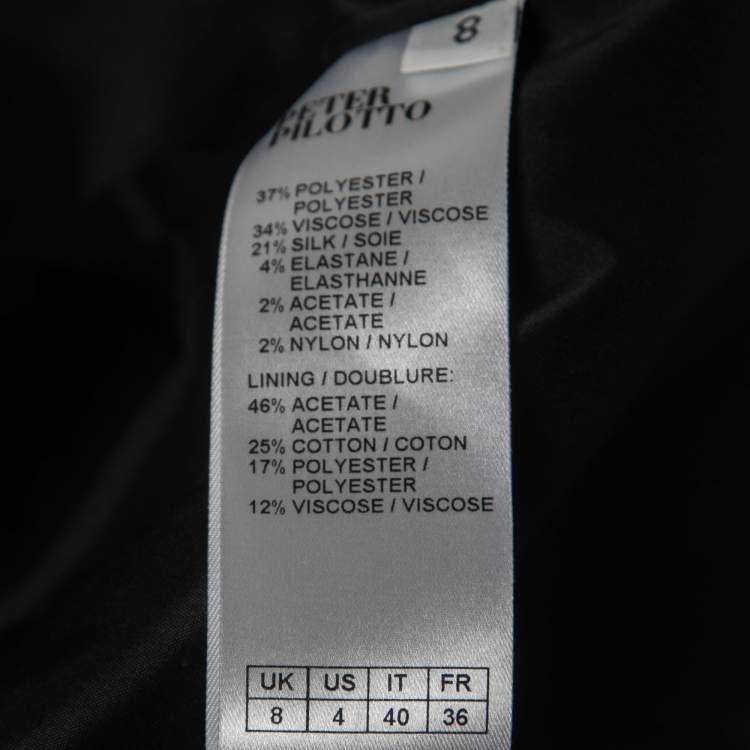 8
PETER
PILOTTO
37% POLYESTER /
POLYESTER
34% VISCOSE / VISCOSE
21% SILK / SOIE
4% ELASTANE /
ELASTHANNE
2% ACETATE /
ACETATE
2% NYLON / NYLON
LINING / DOUBLURE:
46% ACETATE /
ACETATE
25% COTTON / COTON
17% POLYESTER /
POLYESTER
12% VISCOSE / VISCOSE
UK US IT FR
8 4 40 36